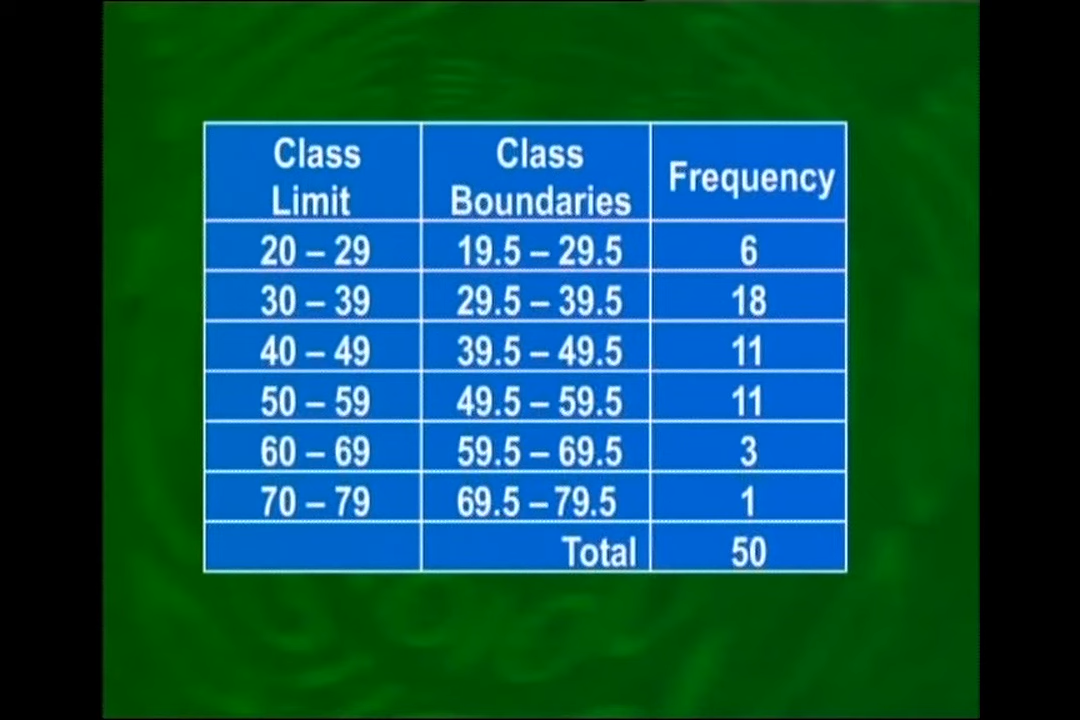 Class Limit Class Boundaries Frequency
20 – 29 19.5 – 29.5 6
30 – 39 29.5 – 39.5 18
40 – 49 39.5 – 49.5 11
50 – 59 49.5 – 59.5 11
60 – 69 59.5 – 69.5 3
70 – 79 69.5 – 79.5 1
Total 50